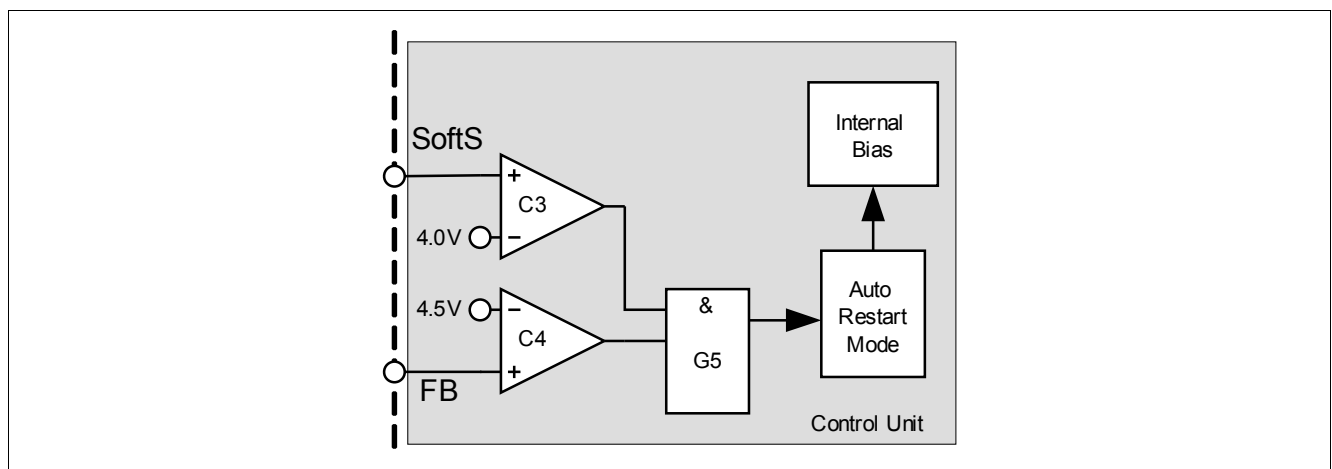 SoftS
+
C3
4.0V
−
4.5V
−
C4
+
FB
&
G5
Internal
Bias
Auto
Restart
Mode
Control Unit